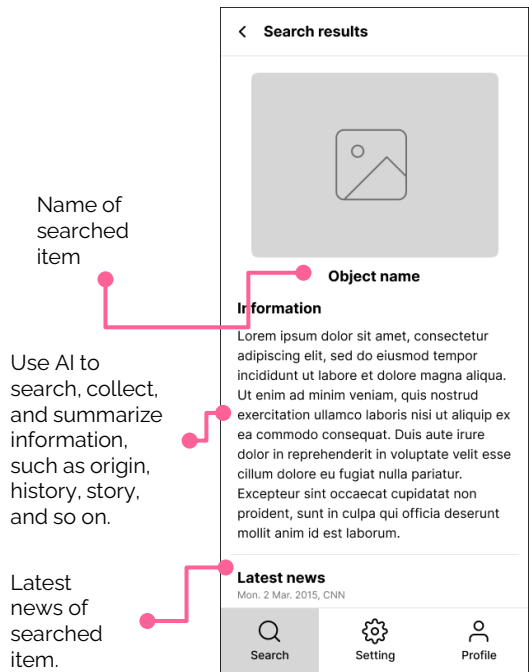 Search results
Object name
Information
Lorem ipsum dolor sit amet, consectetur
adipiscing elit, sed do eiusmod tempor
incididunt ut labore et dolore magna aliqua.
Ut enim ad minim veniam, quis nostrud
exercitation ullamco laboris nisi ut aliquip ex
ea commodo consequat. Duis aute irure
dolor in reprehenderit in voluptate velit esse
cillum dolore eu fugiat nulla pariatur.
Excepteur sint occaecat cupidatat non
proident, sunt in culpa qui officia deserunt
mollit anim id est laborum.
Latest news
Mon. 2 Mar. 2015, CNN
Search
Setting
Profile
Name of
searched
item
Use AI to
search, collect,
and summarize
information,
such as origin,
history, story,
and so on.
Latest
news of
searched
item.